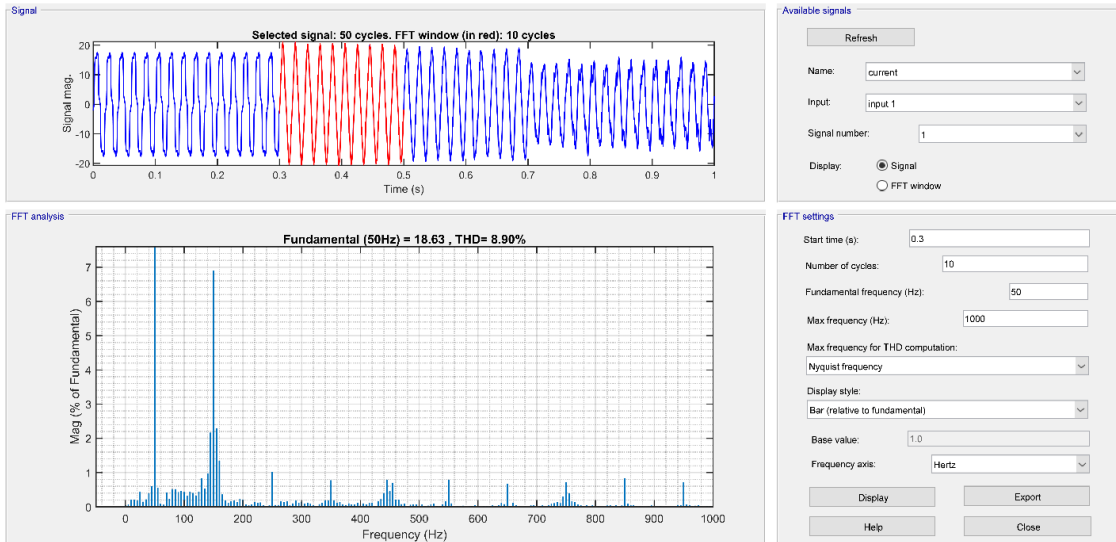 Signal
Selected signal: 50 cycles. FFT window (in red): 10 cycles
20
10
0
-10
-20
Signal mag.
0 0.1 0.2 0.3 0.4 0.5 0.6 0.7 0.8 0.9 1
Time (s)
Available signals
Refresh
Name: current
Input: input 1
Signal number: 1
Display: Signal
FFT window
FFT analysis
Fundamental (50Hz) = 18.63 , THD= 8.90%
7
6
5
4
3
2
1
0
Mag (% of Fundamental)
0 100 200 300 400 500 600 700 800 900 1000
Frequency (Hz)
FFT settings
Start time (s): 0.3
Number of cycles: 10
Fundamental frequency (Hz): 50
Max frequency (Hz): 1000
Max frequency for THD computation:
Nyquist frequency
Display style:
Bar (relative to fundamental)
Base value: 1.0
Frequency axis: Hertz
Display Export
Help Close